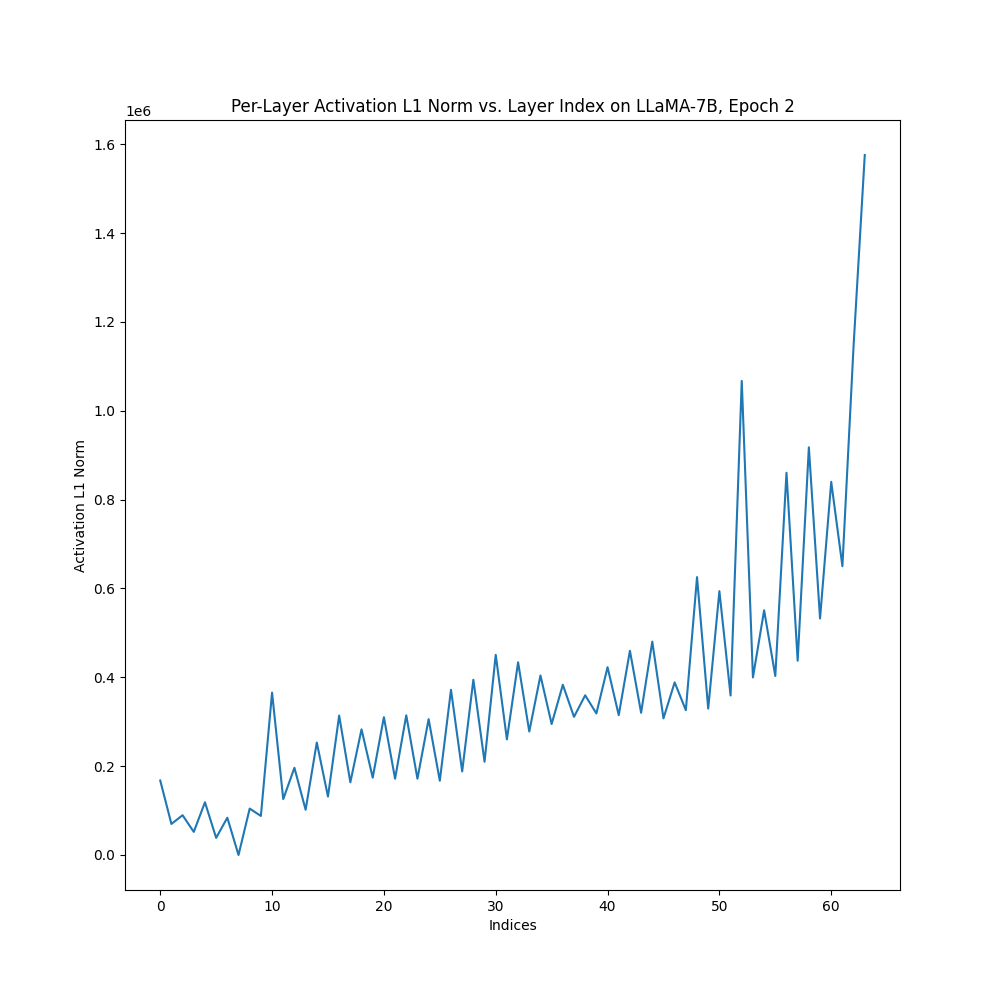 Per-Layer Activation L1 Norm vs. Layer Index on LLaMA-7B, Epoch 2
1e6
1.6
1.4
1.2
1.0
0.8
0.6
0.4
0.2
0.0
Activation L1 Norm
0 10 20 30 40 50 60
Indices